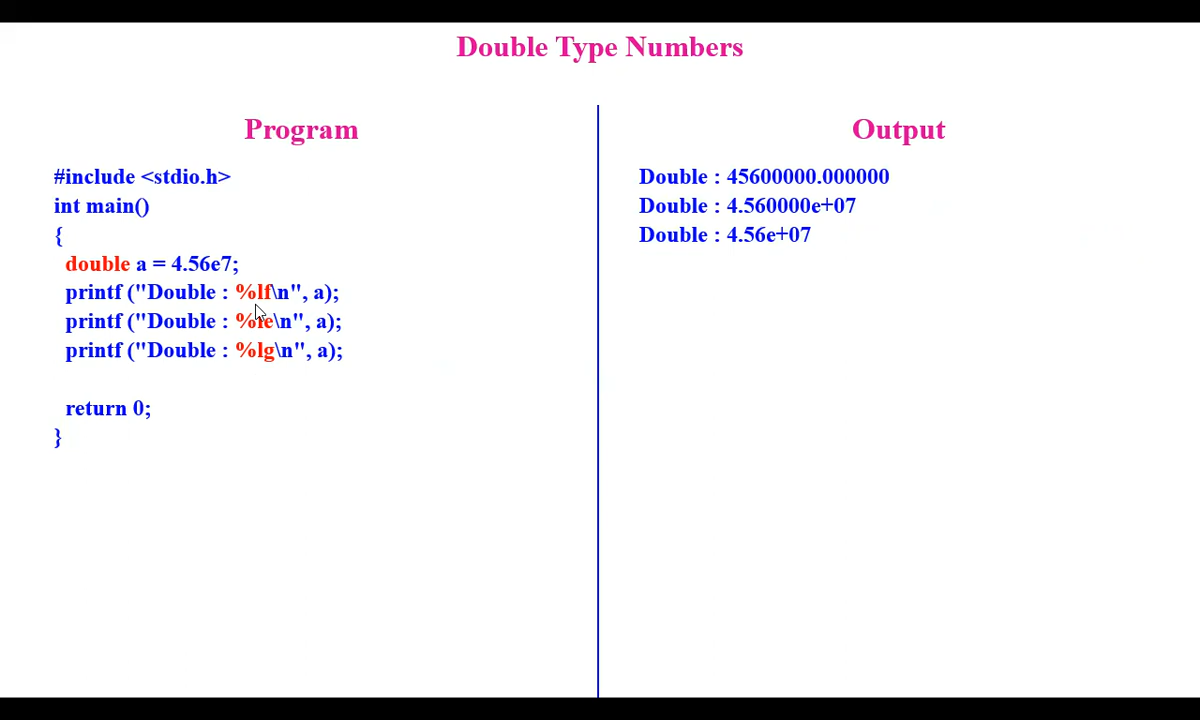 Double Type Numbers
Program
#include <stdio.h>
int main()
{
double a = 4.56e7;
printf ("Double : %lf\n", a);
printf ("Double : %le\n", a);
printf ("Double : %lg\n", a);
return 0;
}
Output
Double : 45600000.000000
Double : 4.560000e+07
Double : 4.56e+07